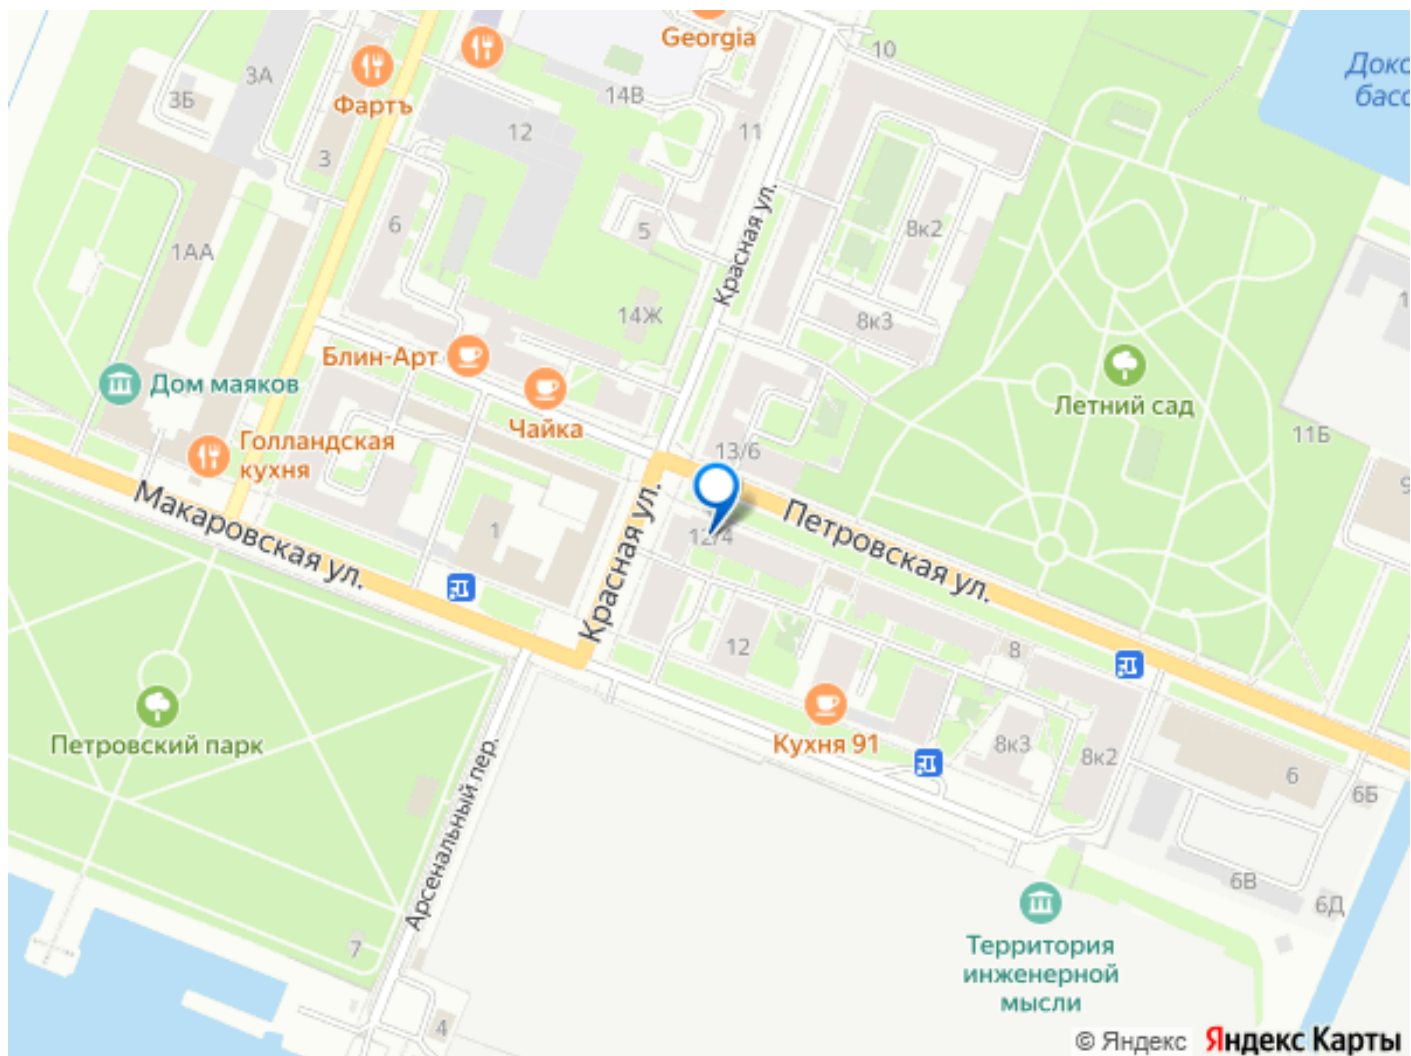 Georgia
10
Докс
басс
3А
3Б
Фартъ
14В
12
11
3
6
5
8к2
1АА
Красная ул.
14Ж
8к3
Блин-Арт
Дом маяков
Чайка
Летний сад
Голландская
кухня
13/6
11Б
9
Макаровская ул.
1
Красная ул.
12/4
Петровская ул.
12
8
Петровский парк
Кухня 91
8к3
8к2
6
6Б
Арсенальный пер.
6В
6Д
7
Территория
инженерной
мысли
4
© Яндекс Яндекс Карты